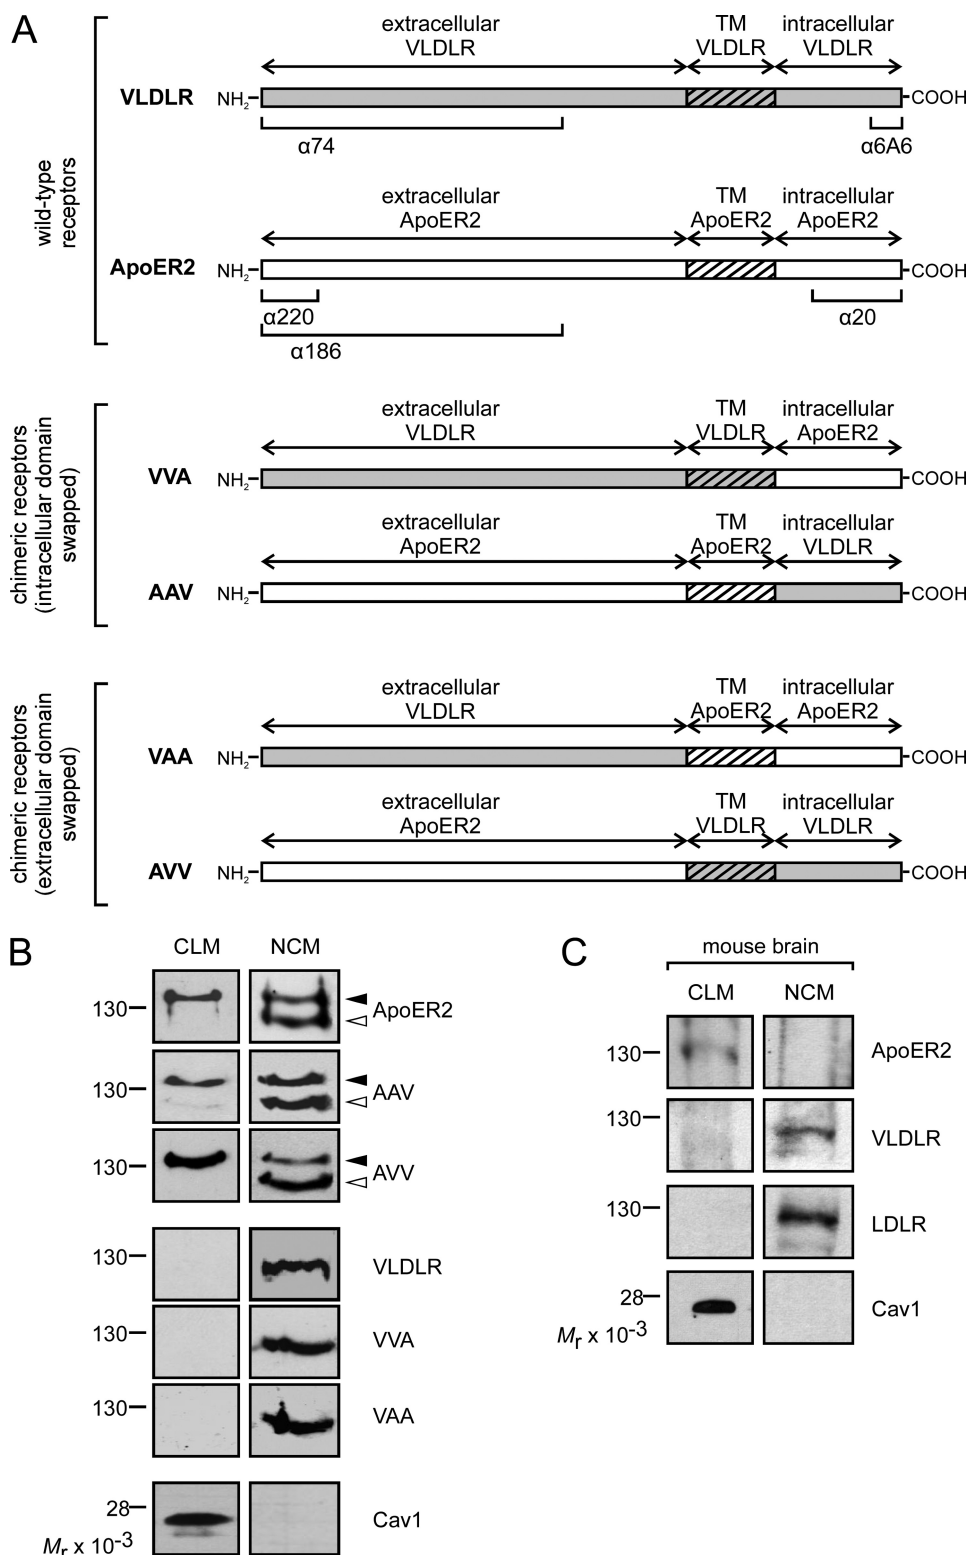 A
wild-type
receptors
extracellular
VLDLR
TM
VLDLR
intracellular
VLDLR
VLDLR
NH2
COOH
α74
α6A6
extracellular
ApoER2
TM
ApoER2
intracellular
ApoER2
ApoER2
NH2
COOH
α220
α20
α186
chimeric receptors
(intracellular domain
swapped)
extracellular
VLDLR
TM
VLDLR
intracellular
ApoER2
VVA
NH2
COOH
extracellular
ApoER2
TM
ApoER2
intracellular
VLDLR
AAV
NH2
COOH
chimeric receptors
(extracellular domain
swapped)
extracellular
VLDLR
TM
ApoER2
intracellular
ApoER2
VAA
NH2
COOH
extracellular
ApoER2
TM
VLDLR
intracellular
VLDLR
AVV
NH2
COOH
B
CLM NCM
130 ApoER2
130 AAV
130 AVV
130 VLDLR
130 VVA
130 VAA
28 Cav1
Mr x 10-3
C
mouse brain
CLM NCM
130 ApoER2
130 VLDLR
130 LDLR
28 Cav1
Mr x 10-3